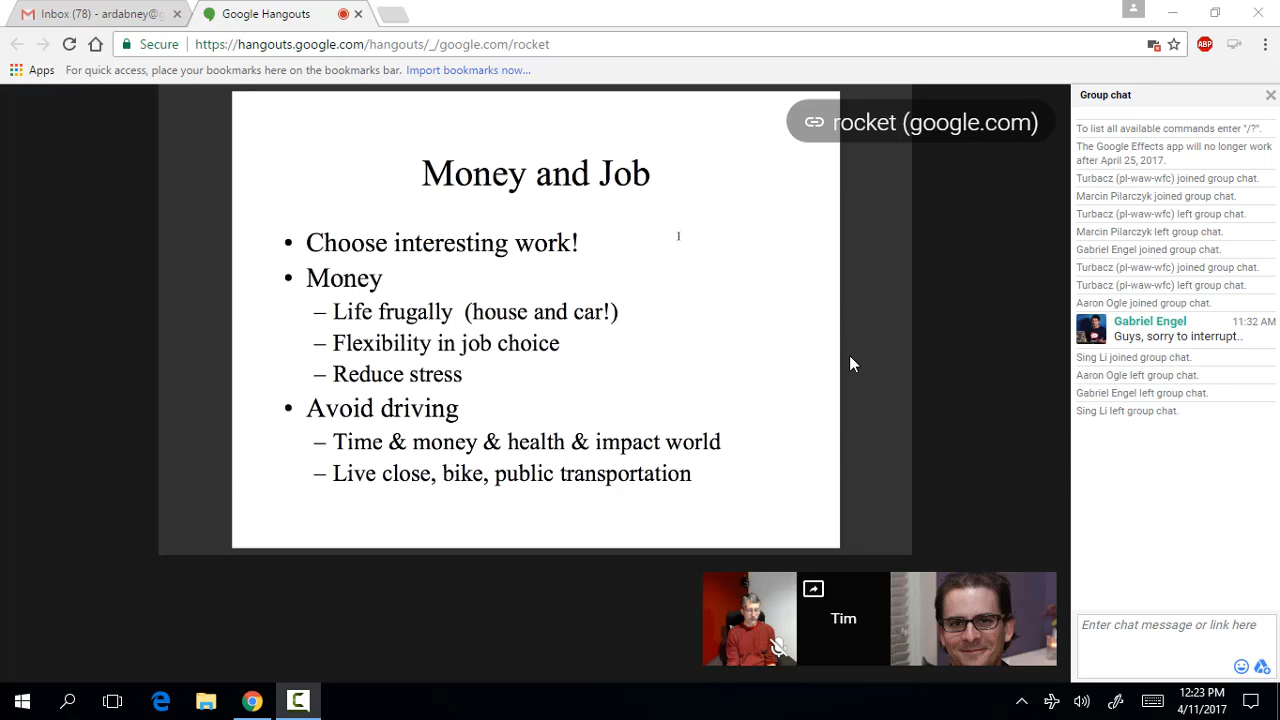 Inbox (78) - ardabney@g
Google Hangouts
Secure
https://hangouts.google.com/hangouts/_/google.com/rocket
ABP
Apps
For quick access, place your bookmarks here on the bookmarks bar. Import bookmarks now...
rocket (google.com)
Money and Job
• Choose interesting work!
• Money
– Life frugally (house and car!)
– Flexibility in job choice
– Reduce stress
• Avoid driving
– Time & money & health & impact world
– Live close, bike, public transportation
Tim
Group chat
To list all available commands enter "/?".
The Google Effects app will no longer work
after April 25, 2017.
Turbacz (pl-waw-wfc) joined group chat.
Marcin Pilarczyk joined group chat.
Turbacz (pl-waw-wfc) left group chat.
Marcin Pilarczyk left group chat.
Gabriel Engel joined group chat.
Turbacz (pl-waw-wfc) joined group chat.
Turbacz (pl-waw-wfc) left group chat.
Aaron Ogle joined group chat.
Gabriel Engel 11:32 AM
Guys, sorry to interrupt..
Sing Li joined group chat.
Aaron Ogle left group chat.
Gabriel Engel left group chat.
Sing Li left group chat.
Enter chat message or link here
12:23 PM
4/11/2017